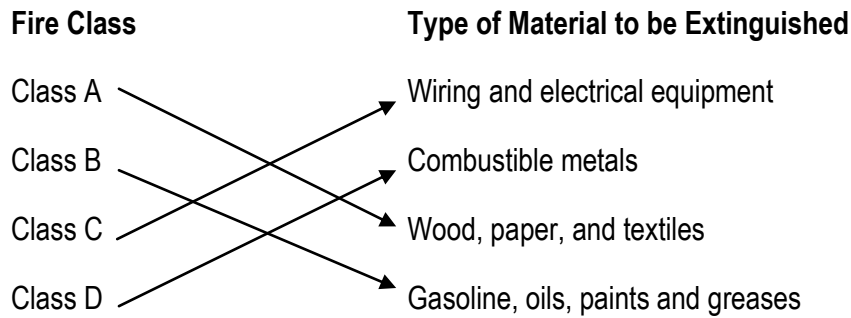 Fire Class Type of Material to be Extinguished
Class A Wiring and electrical equipment
Class B Combustible metals
Class C Wood, paper, and textiles
Class D Gasoline, oils, paints and greases